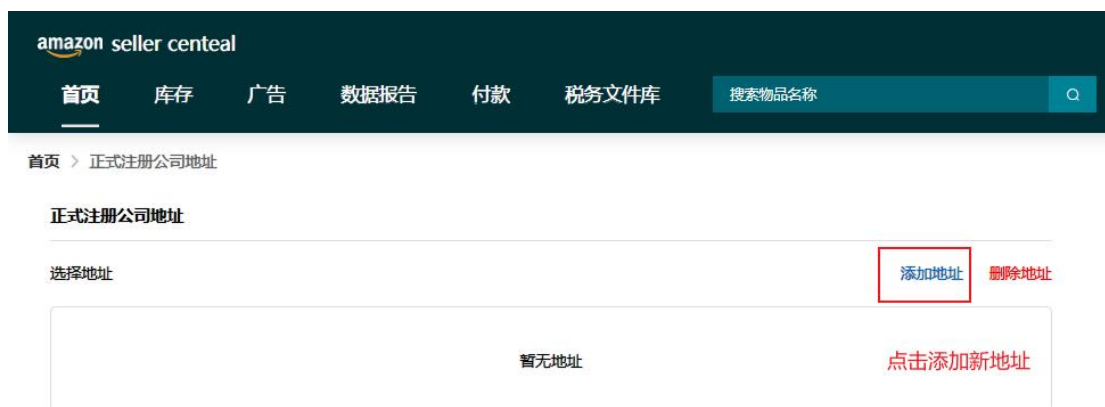 amazon seller centeal
首页 库存 广告 数据报告 付款 税务文件库 搜索物品名称
首页 > 正式注册公司地址
正式注册公司地址
选择地址 添加地址 删除地址
暂无地址 点击添加新地址